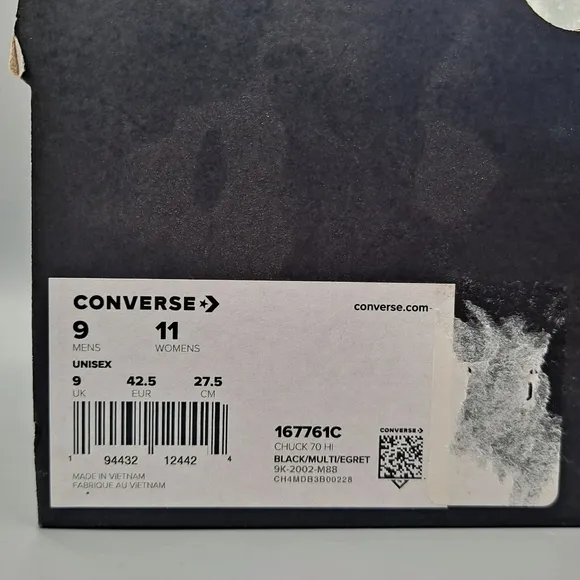 CONVERSE converse.com
9 11
MENS WOMENS
UNISEX
9 42.5 27.5
UK EUR CM
1 94432 12442 4
MADE IN VIETNAM
FABRIQUE AU VIETNAM
167761C
CHUCK 70 HI
BLACK/MULTI/EGRET
9K-2002-M88
CH4MDB3B00228
CONVERSE